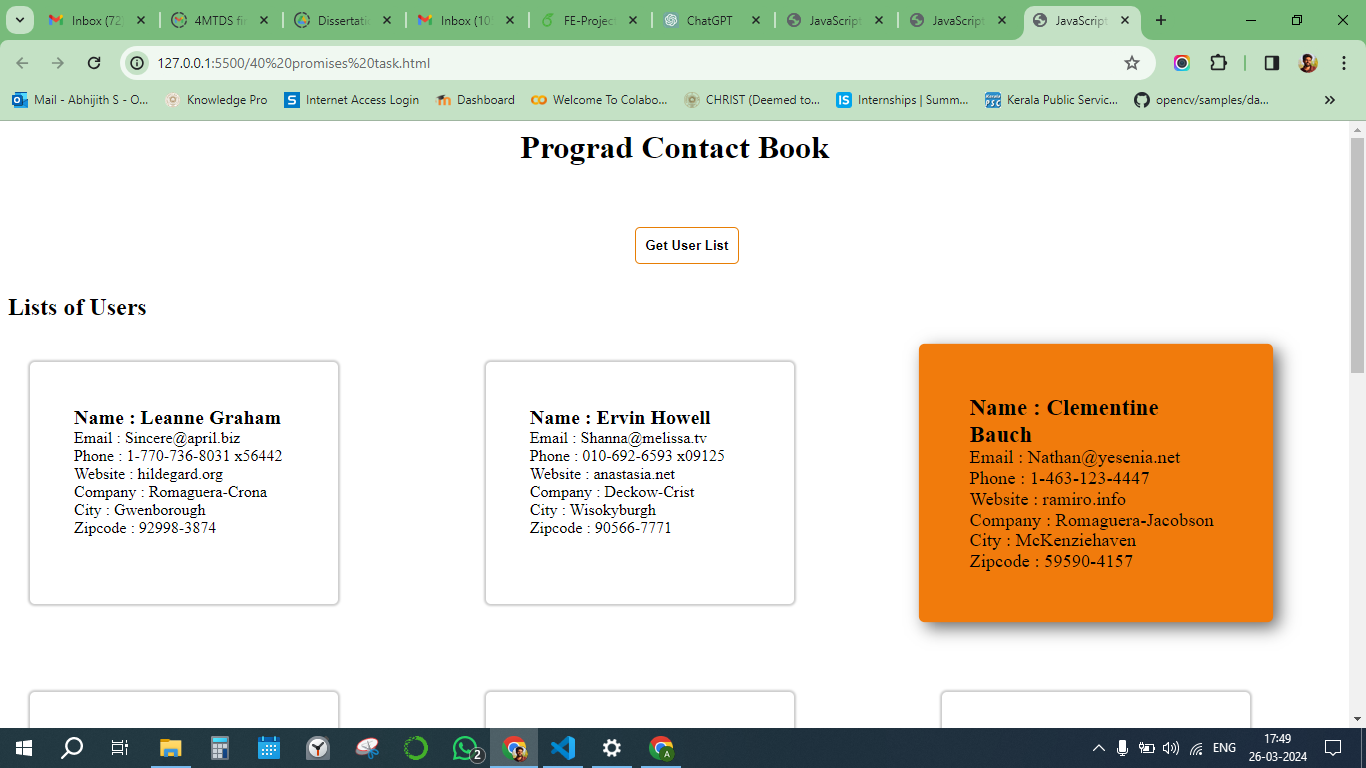 Inbox (72
4MTDS fin
Dissertati
Inbox (10
FE-Project
ChatGPT
JavaScript
JavaScript
JavaScript
127.0.0.1:5500/40%20promises%20task.html
Mail - Abhijith S - O...
Knowledge Pro
Internet Access Login
Dashboard
Welcome To Colabo...
CHRIST (Deemed to...
Internships | Summ...
Kerala Public Servic...
opencv/samples/da...
Prograd Contact Book
Get User List
Lists of Users
Name : Leanne Graham
Email : Sincere@april.biz
Phone : 1-770-736-8031 x56442
Website : hildegard.org
Company : Romaguera-Crona
City : Gwenborough
Zipcode : 92998-3874
Name : Ervin Howell
Email : Shanna@melissa.tv
Phone : 010-692-6593 x09125
Website : anastasia.net
Company : Deckow-Crist
City : Wisokyburgh
Zipcode : 90566-7771
Name : Clementine
Bauch
Email : Nathan@yesenia.net
Phone : 1-463-123-4447
Website : ramiro.info
Company : Romaguera-Jacobson
City : McKenziehaven
Zipcode : 59590-4157
2
ENG
17:49
26-03-2024